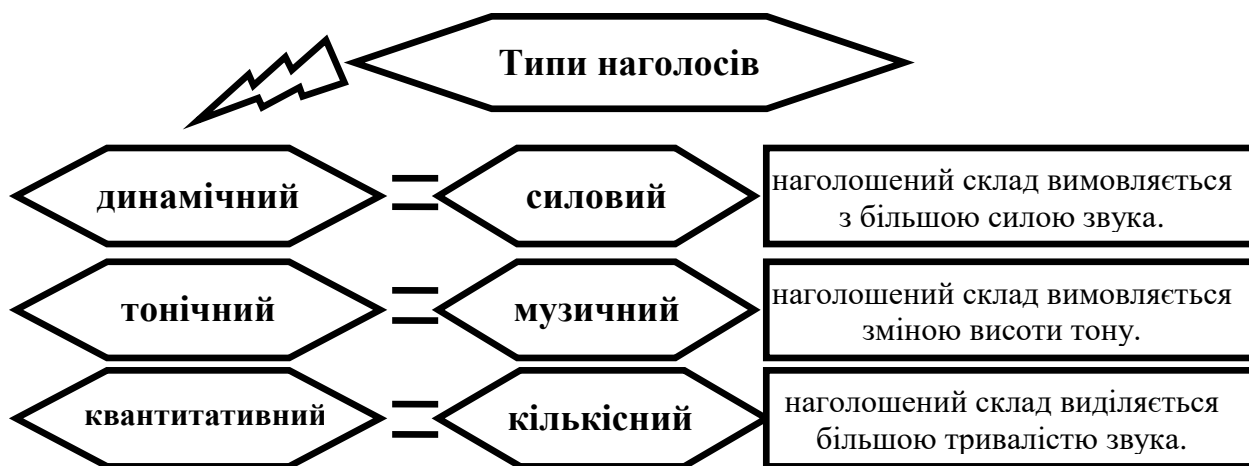 Типи наголосів
динамічний = силовий
наголошений склад вимовляється
з більшою силою звука.
тонічний = музичний
наголошений склад вимовляється
зміною висоти тону.
квантитативний = кількісний
наголошений склад виділяється
більшою тривалістю звука.